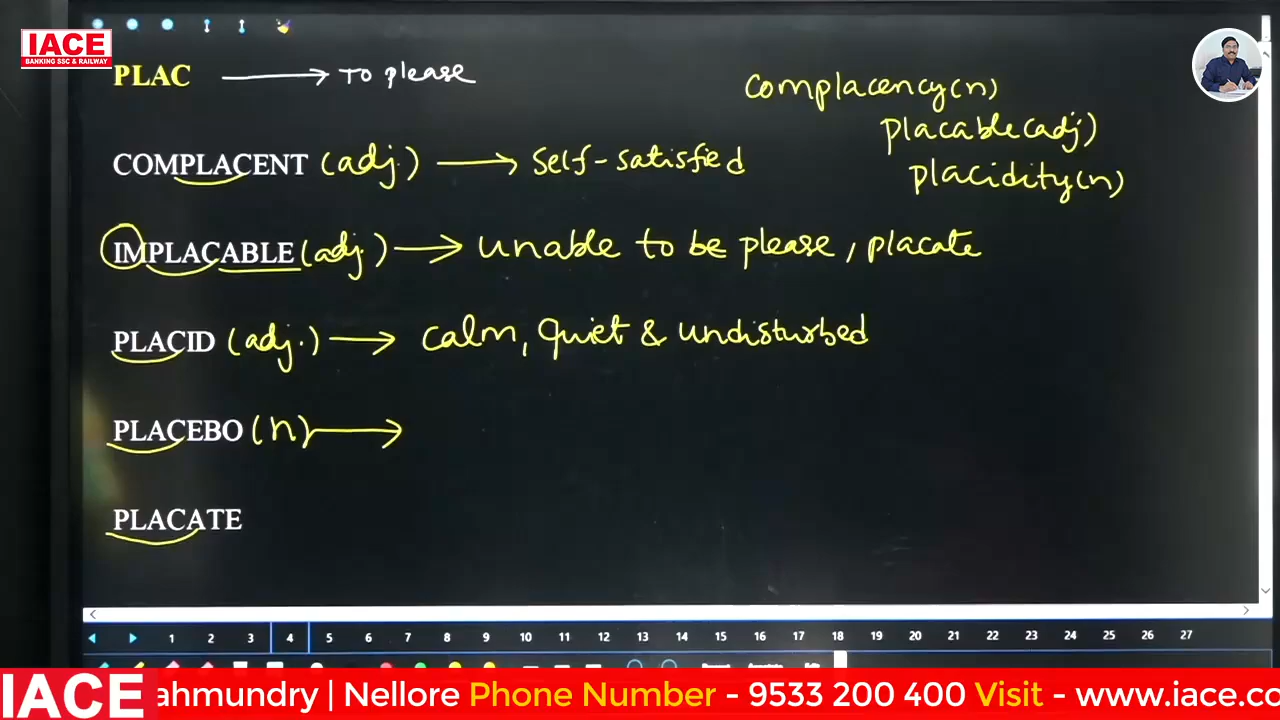 IACE
BANKING SSC & RAILWAY
PLAC → To please
complacency(n)
placable(adj)
placidity(n)
COMPLACENT (adj.) → Self-satisfied
IMPLACABLE (adj.) → unable to be please, placate
PLACID (adj.) → calm, quiet & undisturbed
PLACEBO (n) →
PLACATE
1 2 3 4 5 6 7 8 9 10 11 12 13 14 15 16 17 18 19 20 21 22 23 24 25 26 27
IACE
ahmundry | Nellore Phone Number - 9533 200 400 Visit - www.iace.co